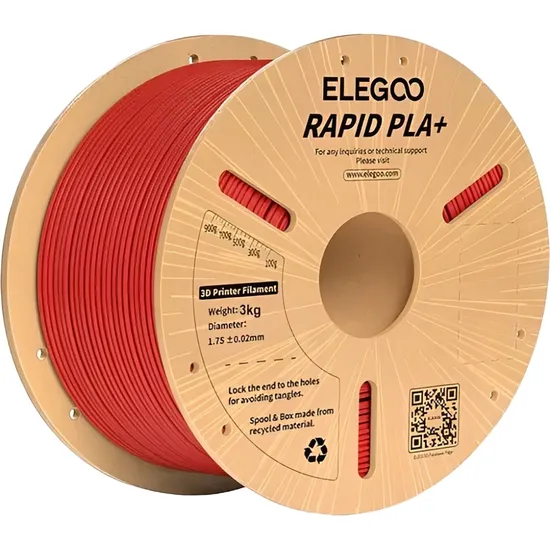 ELEGOO
RAPID PLA+
For any inquiries or technical support
Please visit
www.elegoo.com
900g
700g
500g
300g
100g
3D Printer Filament
Weight: 3kg
Diameter:
1.75 ±0.02mm
Lock the end to the holes
for avoiding tangles.
Spool & Box made from
recycled material.